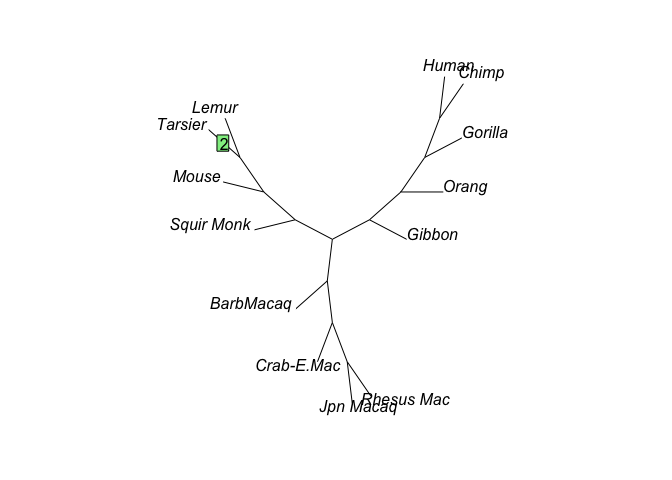 Human
Chimp
Lemur
Tarsier
Gorilla
2
Mouse
Orang
Squir Monk
Gibbon
BarbMacaq
Crab-E.Mac
Rhesus Mac
Jpn Macaq